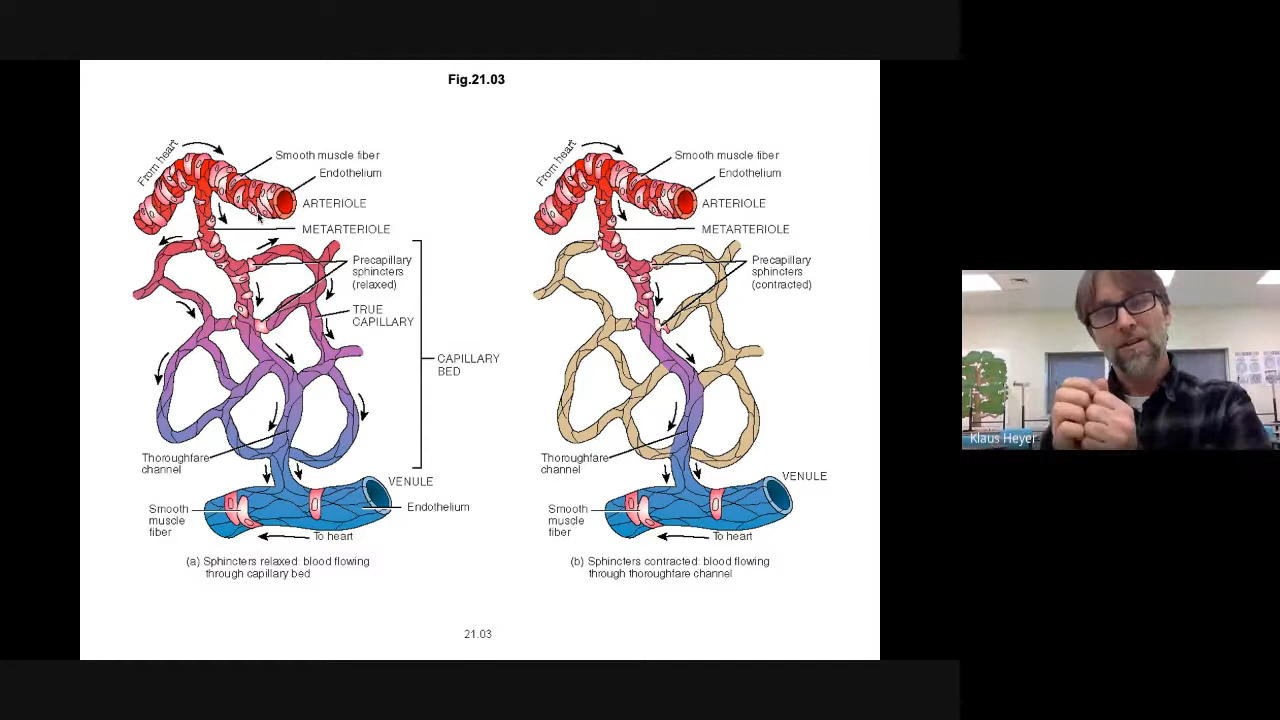 Fig.21.03
From heart
Smooth muscle fiber
Endothelium
ARTERIOLE
METARTERIOLE
Precapillary
sphincters
(relaxed)
TRUE
CAPILLARY
CAPILLARY
BED
Thoroughfare
channel
VENULE
Smooth
muscle
fiber
Endothelium
To heart
(a) Sphincters relaxed: blood flowing
through capillary bed
From heart
Smooth muscle fiber
Endothelium
ARTERIOLE
METARTERIOLE
Precapillary
sphincters
(contracted)
Thoroughfare
channel
VENULE
Smooth
muscle
fiber
To heart
(b) Sphincters contracted: blood flowing
through thoroughfare channel
21.03
Klaus Heyer